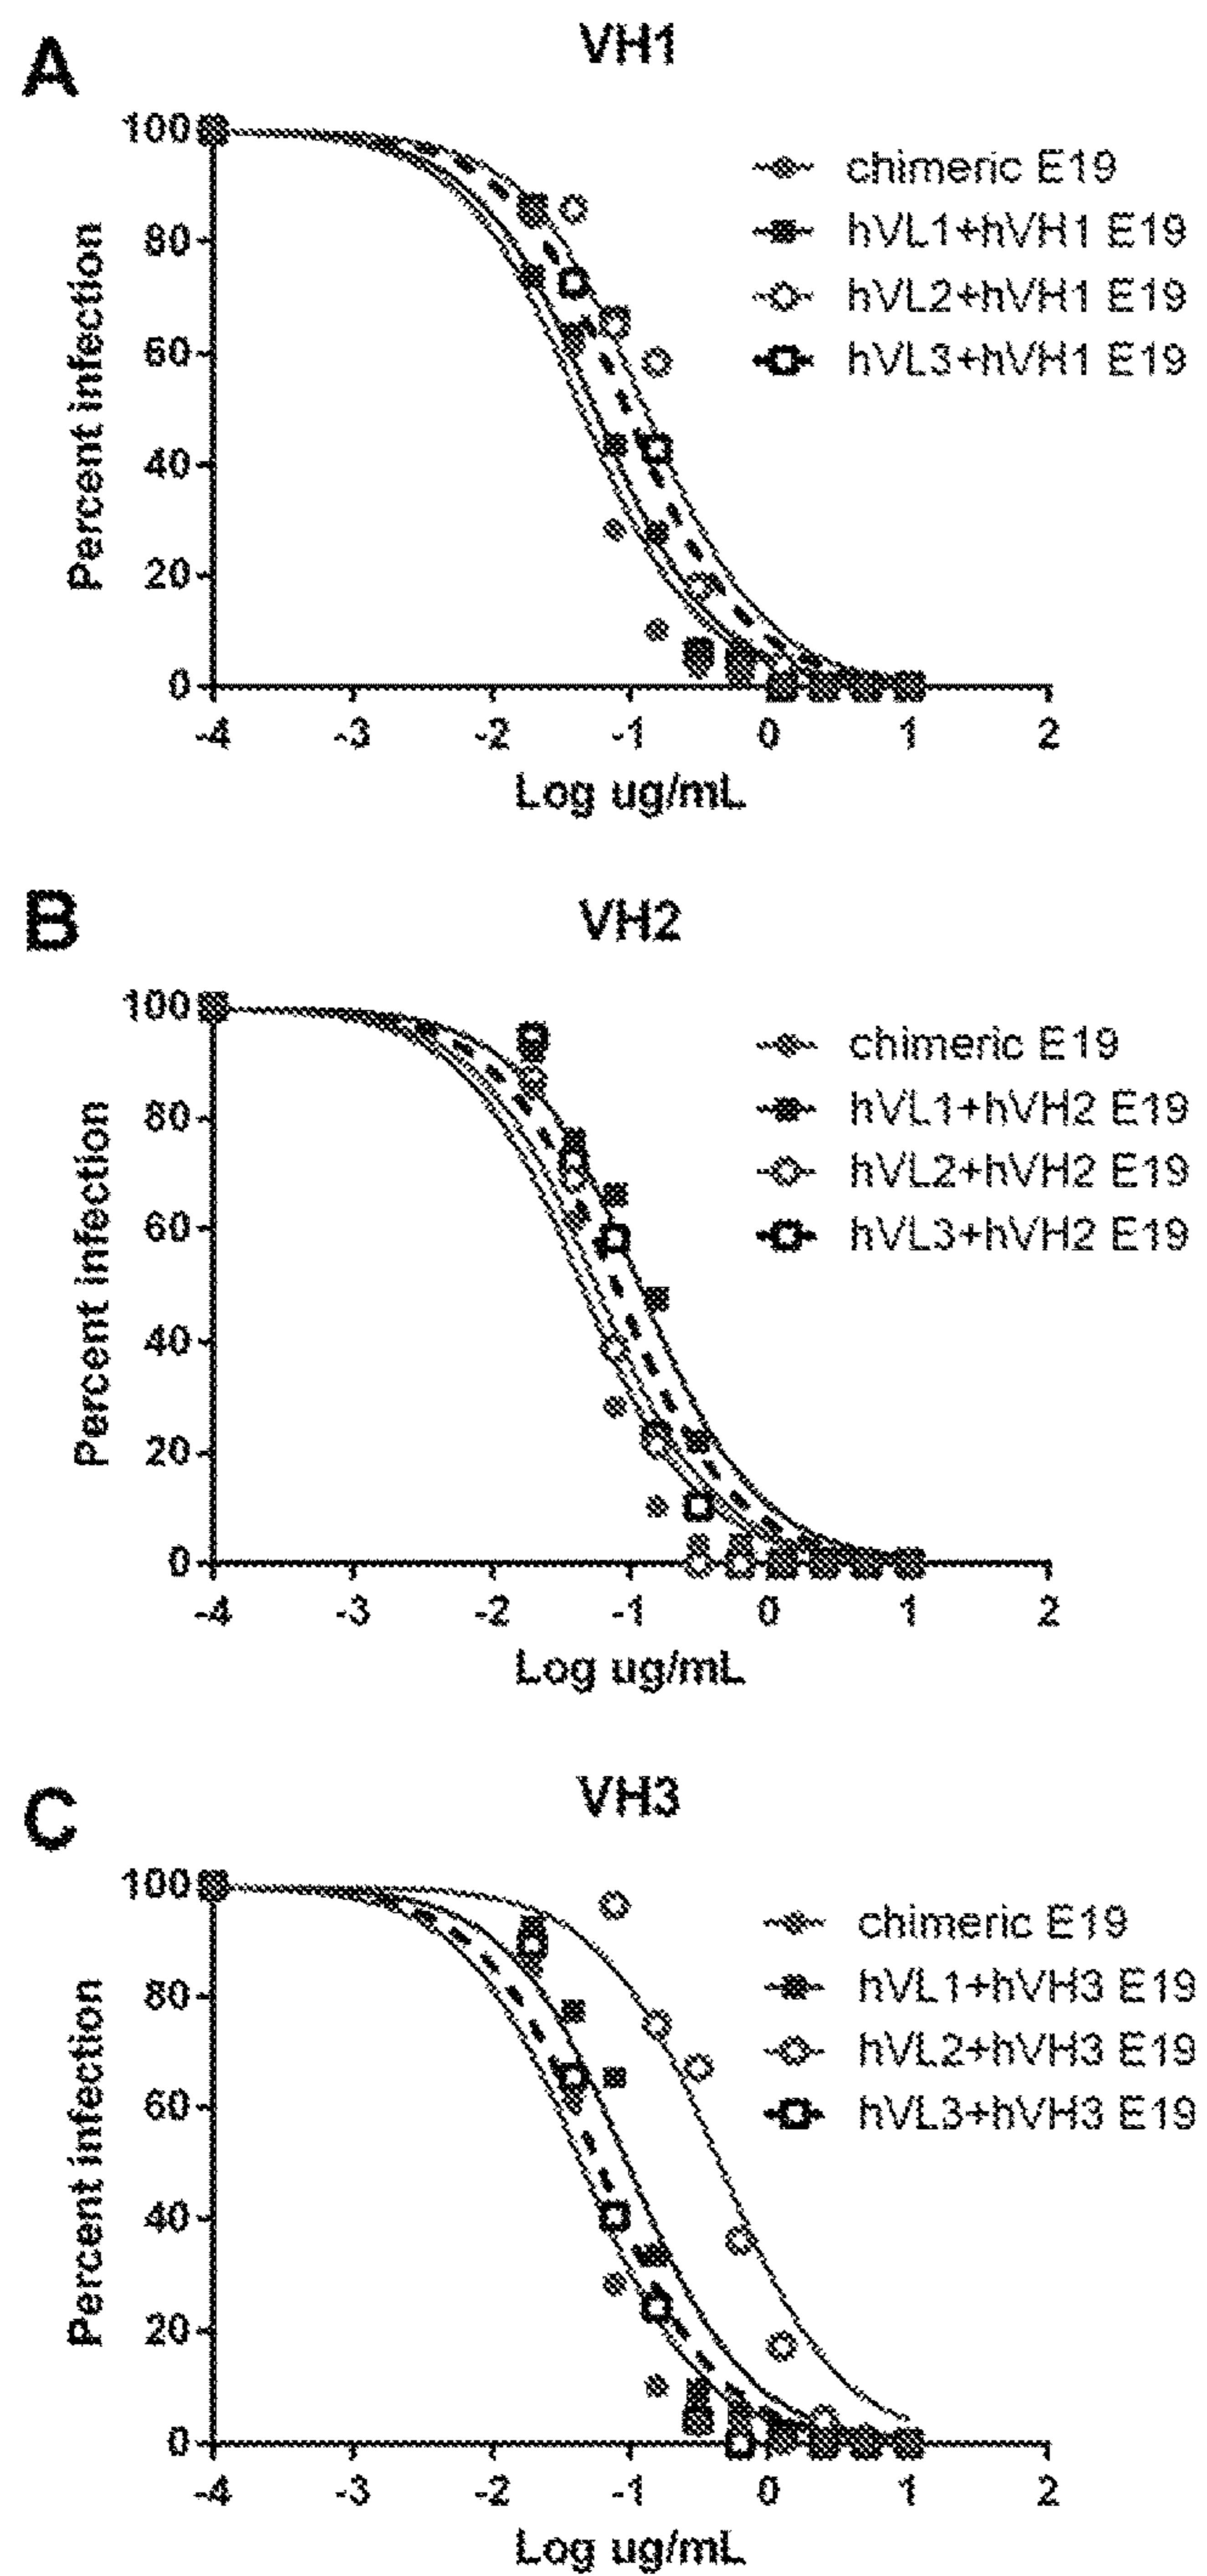 A
VH1
100
80
60
40
20
0
-4 -3 -2 -1 0 1 2
Percent infection
Log ug/mL
chimeric E19
hVL1+hVH1 E19
hVL2+hVH1 E19
hVL3+hVH1 E19
B
VH2
100
80
60
40
20
0
-4 -3 -2 -1 0 1 2
Percent infection
Log ug/mL
chimeric E19
hVL1+hVH2 E19
hVL2+hVH2 E19
hVL3+hVH2 E19
C
VH3
100
80
60
40
20
0
-4 -3 -2 -1 0 1 2
Percent infection
Log ug/mL
chimeric E19
hVL1+hVH3 E19
hVL2+hVH3 E19
hVL3+hVH3 E19